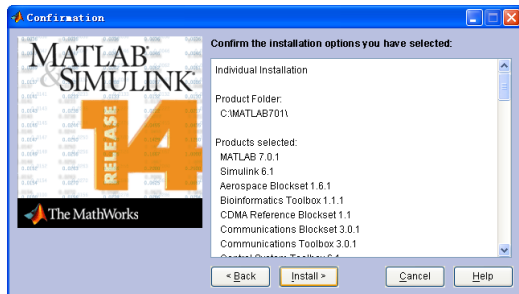 Confirmation
MATLAB®
&SIMULINK®
RELEASE
14
The MathWorks
Confirm the installation options you have selected:
Individual Installation
Product Folder:
C:\MATLAB701\
Products selected:
MATLAB 7.0.1
Simulink 6.1
Aerospace Blockset 1.6.1
Bioinformatics Toolbox 1.1.1
CDMA Reference Blockset 1.1
Communications Blockset 3.0.1
Communications Toolbox 3.0.1
< Back
Install >
Cancel
Help